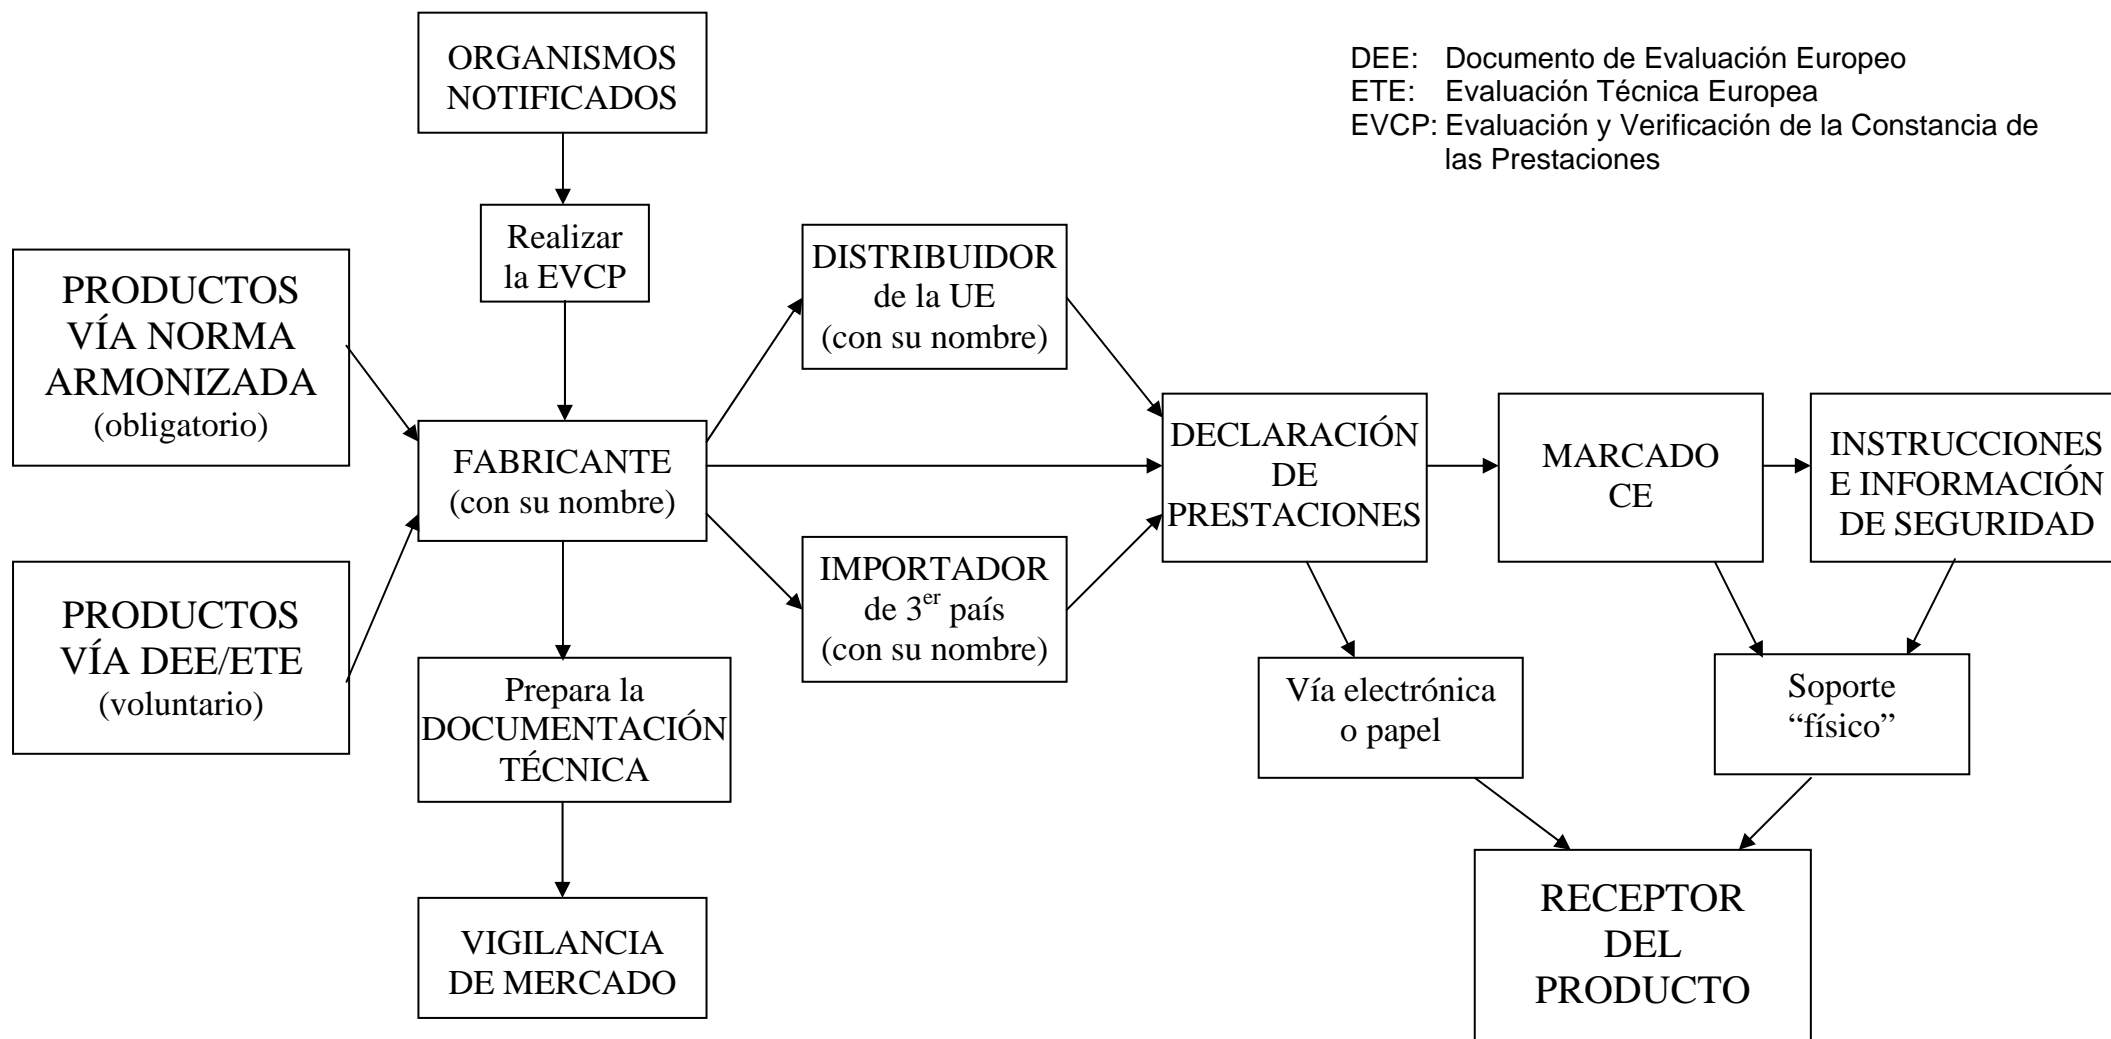 ORGANISMOS
NOTIFICADOS
DEE: Documento de Evaluación Europeo
ETE: Evaluación Técnica Europea
EVCP: Evaluación y Verificación de la Constancia de
las Prestaciones
Realizar
la EVCP
PRODUCTOS
VÍA NORMA
ARMONIZADA
(obligatorio)
DISTRIBUIDOR
de la UE
(con su nombre)
FABRICANTE
(con su nombre)
DECLARACIÓN
DE
PRESTACIONES
MARCADO
CE
INSTRUCCIONES
E INFORMACIÓN
DE SEGURIDAD
PRODUCTOS
VÍA DEE/ETE
(voluntario)
IMPORTADOR
de 3er país
(con su nombre)
Prepara la
DOCUMENTACIÓN
TÉCNICA
Vía electrónica
o papel
Soporte
“físico”
VIGILANCIA
DE MERCADO
RECEPTOR
DEL
PRODUCTO